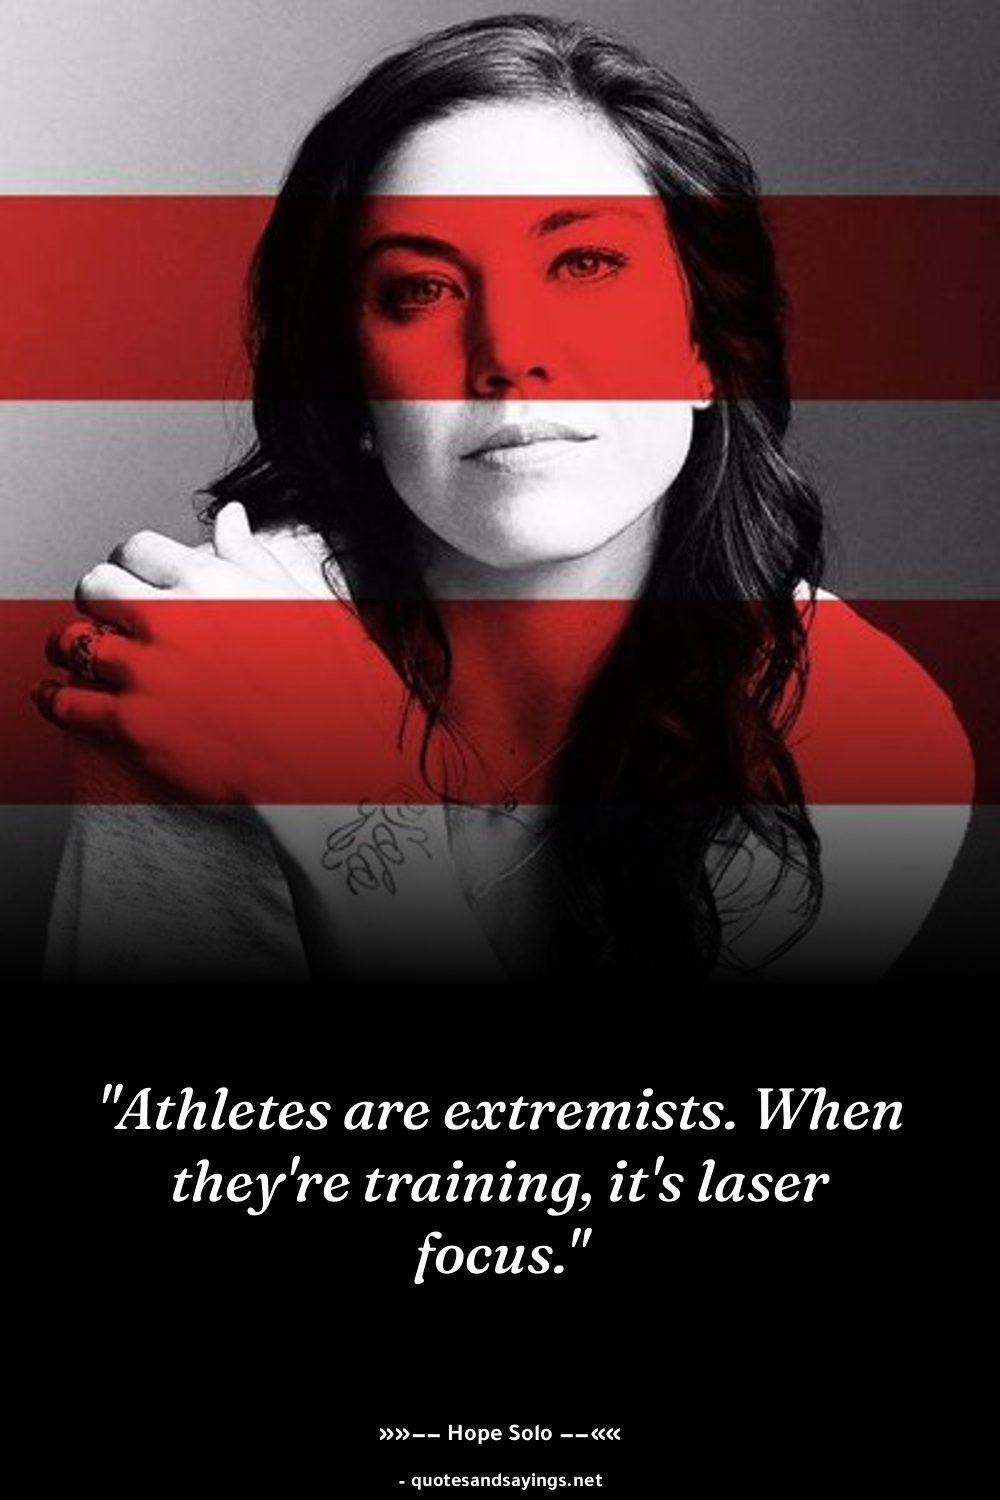 "Athletes are extremists. When
they're training, it's laser
focus."
»»−− Hope Solo −−««
- quotesandsayings.net